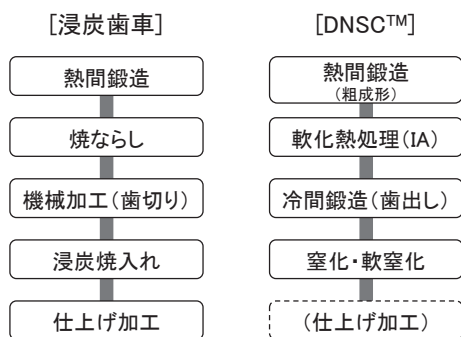 [浸炭歯車]
熱間鍛造
焼ならし
機械加工(歯切り)
浸炭焼入れ
仕上げ加工
[DNSC™]
熱間鍛造
(粗成形)
軟化熱処理(IA)
冷間鍛造(歯出し)
窒化・軟窒化
(仕上げ加工)